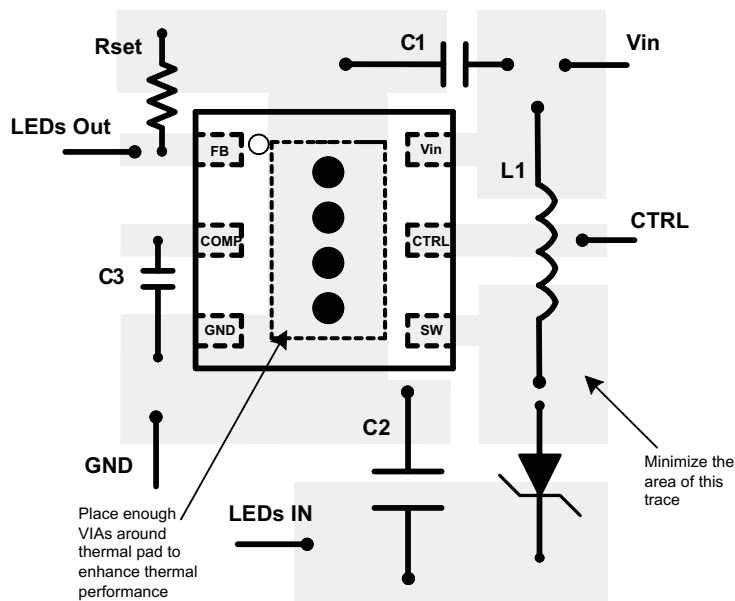 Rset
C1
Vin
LEDs Out
FB
Vin
L1
COMP
CTRL
CTRL
C3
GND
SW
C2
GND
Minimize the
area of this
trace
Place enough
VIAs around
thermal pad to
enhance thermal
performance
LEDs IN